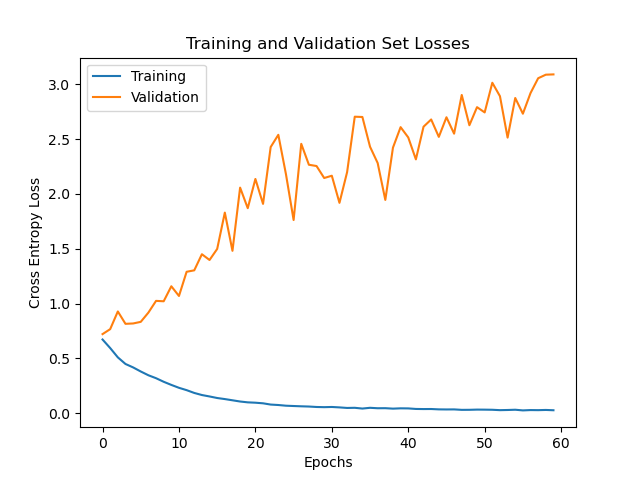 Training and Validation Set Losses
Training
Validation
Cross Entropy Loss
3.0
2.5
2.0
1.5
1.0
0.5
0.0
0 10 20 30 40 50 60
Epochs